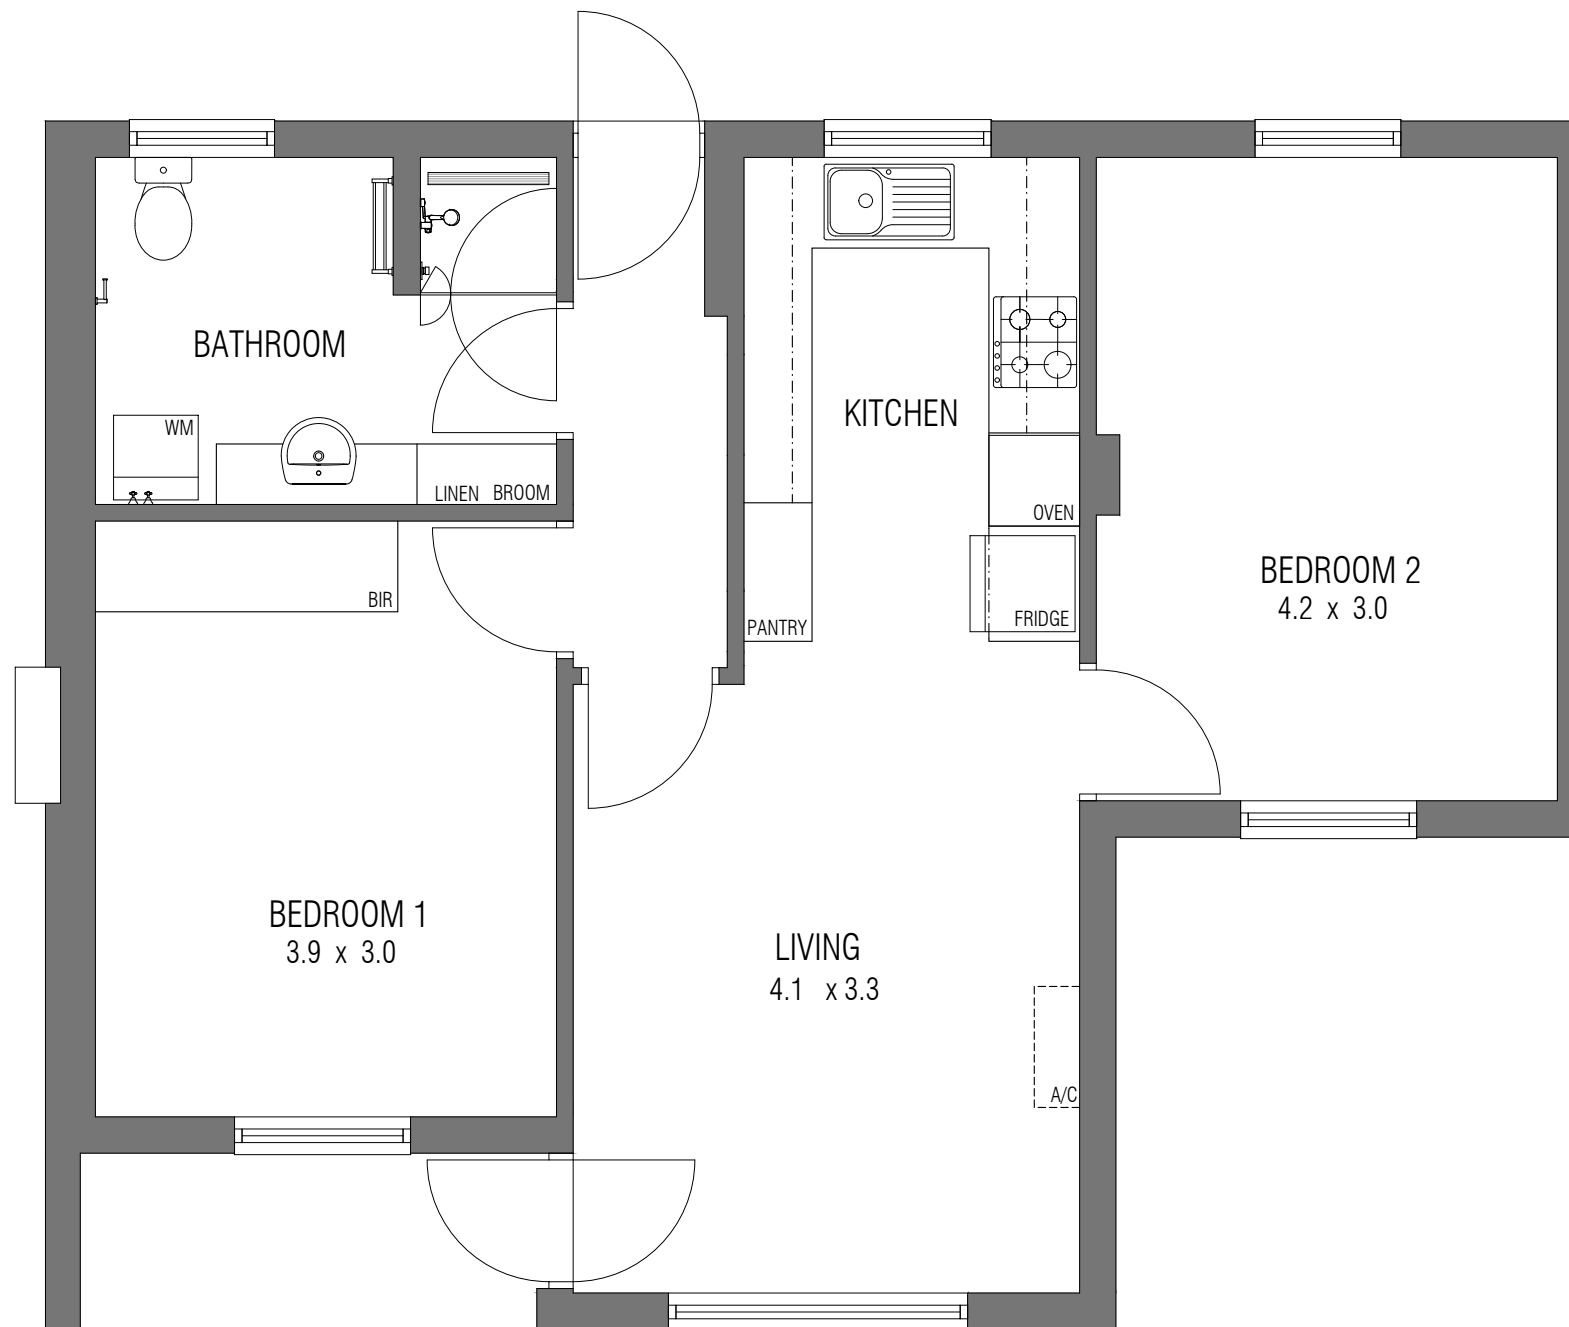 BATHROOM
WM
LINEN BROOM
BIR
KITCHEN
OVEN
PANTRY
FRIDGE
BEDROOM 2
4.2 x 3.0
BEDROOM 1
3.9 x 3.0
LIVING
4.1 x 3.3
A/C